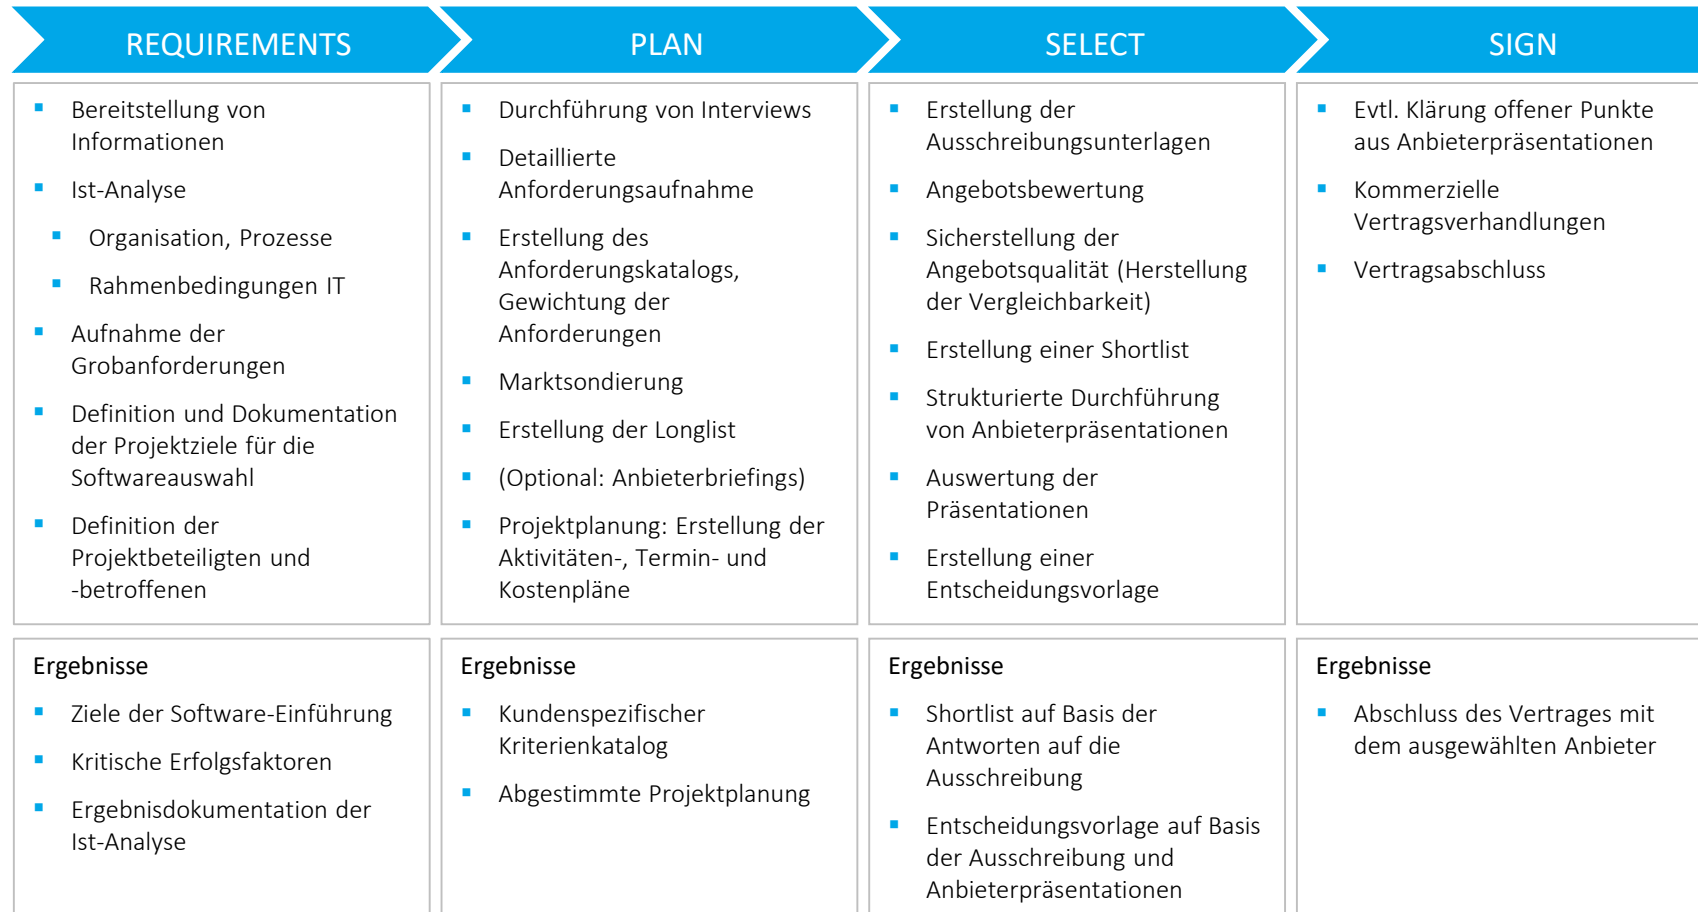 REQUIREMENTS
Bereitstellung von
Informationen
Ist-Analyse
Organisation, Prozesse
Rahmenbedingungen IT
Aufnahme der
Grobanforderungen
Definition und Dokumentation
der Projektziele für die
Softwareauswahl
Definition der
Projektbeteiligten und
-betroffenen
Ergebnisse
Ziele der Software-Einführung
Kritische Erfolgsfaktoren
Ergebnisdokumentation der
Ist-Analyse
PLAN
Durchführung von Interviews
Detaillierte
Anforderungsaufnahme
Erstellung des
Anforderungskatalogs,
Gewichtung der
Anforderungen
Marktsondierung
Erstellung der Longlist
(Optional: Anbieterbriefings)
Projektplanung: Erstellung der
Aktivitäten-, Termin- und
Kostenpläne
Ergebnisse
Kundenspezifischer
Kriterienkatalog
Abgestimmte Projektplanung
SELECT
Erstellung der
Ausschreibungsunterlagen
Angebotsbewertung
Sicherstellung der
Angebotsqualität (Herstellung
der Vergleichbarkeit)
Erstellung einer Shortlist
Strukturierte Durchführung
von Anbieterpräsentationen
Auswertung der
Präsentationen
Erstellung einer
Entscheidungsvorlage
Ergebnisse
Shortlist auf Basis der
Antworten auf die
Ausschreibung
Entscheidungsvorlage auf Basis
der Ausschreibung und
Anbieterpräsentationen
SIGN
Evtl. Klärung offener Punkte
aus Anbieterpräsentationen
Kommerzielle
Vertragsverhandlungen
Vertragsabschluss
Ergebnisse
Abschluss des Vertrages mit
dem ausgewählten Anbieter